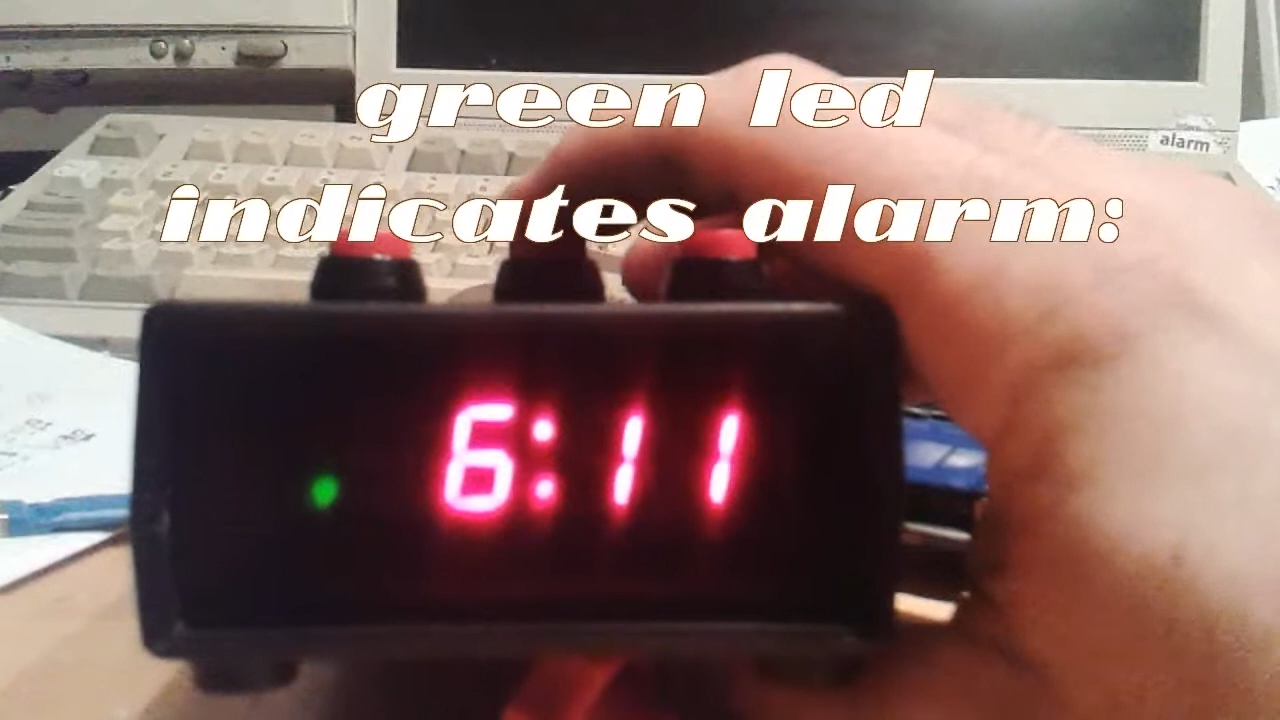 green led
alarm
indicates alarm:
6:11